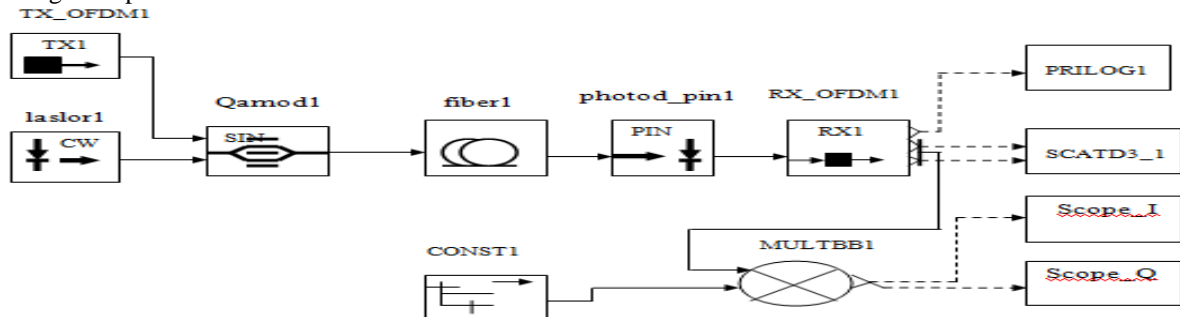 TX_OFDM1
TX1
laslor1
CW
Qamod1
SIN
fiber1
photod_pin1
PIN
RX_OFDM1
RX1
PRILOG1
SCATD3_1
Scope_I
Scope_Q
CONST1
MULTBB1